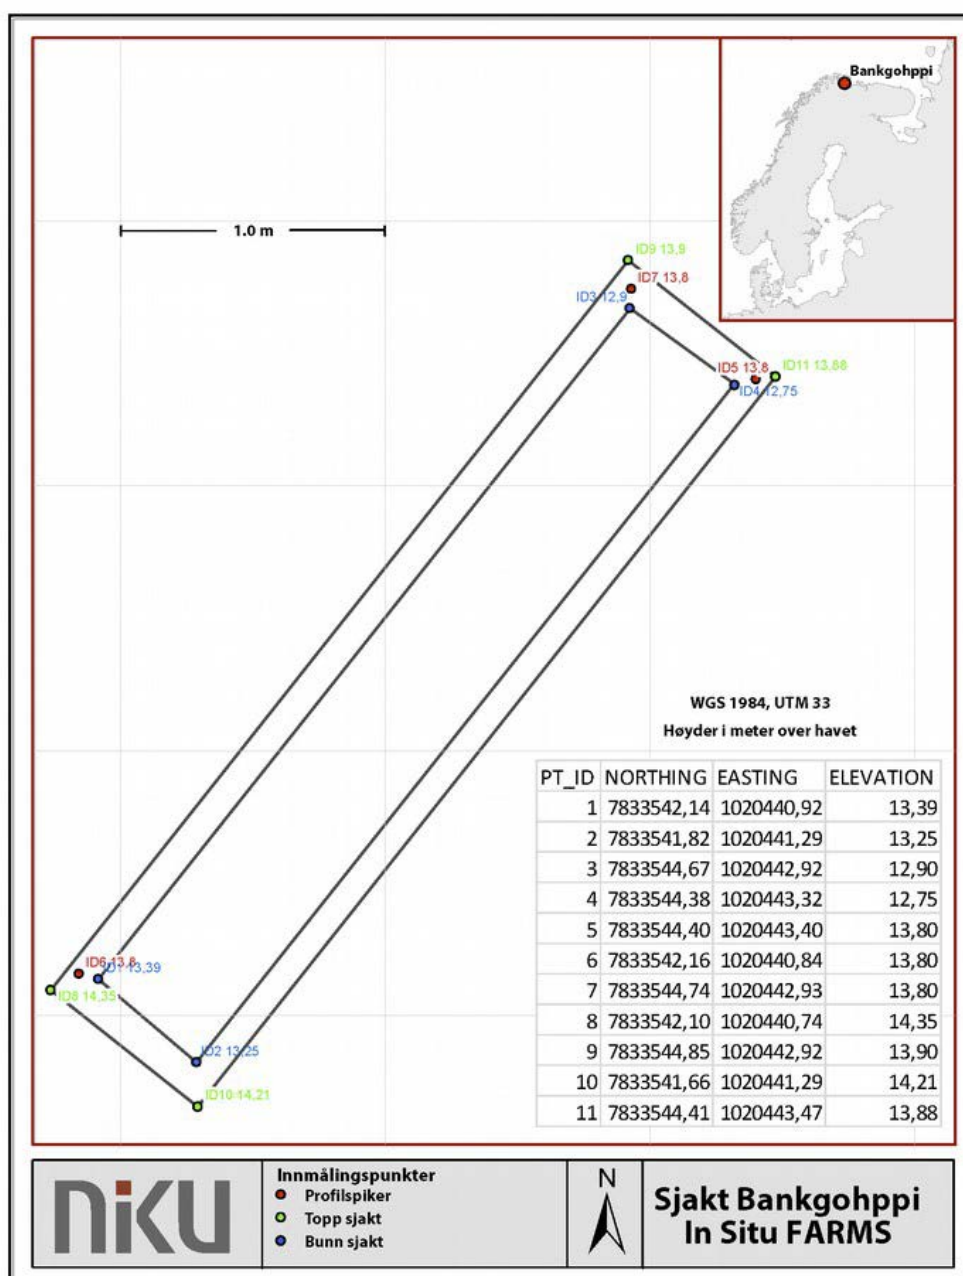 Bankgohppi
1.0 m
ID9 13,9
ID7 13,8
ID3 12,9
ID5 13,8
ID11 13,88
ID4 12,75
WGS 1984, UTM 33
Høyder i meter over havet
PT_ID NORTHING EASTING ELEVATION
1 7833542,14 1020440,92 13,39
2 7833541,82 1020441,29 13,25
3 7833544,67 1020442,92 12,90
4 7833544,38 1020443,32 12,75
5 7833544,40 1020443,40 13,80
6 7833542,16 1020440,84 13,80
7 7833544,74 1020442,93 13,80
8 7833542,10 1020440,74 14,35
9 7833544,85 1020442,92 13,90
10 7833541,66 1020441,29 14,21
11 7833544,41 1020443,47 13,88
ID6 13,8
ID1 13,39
ID8 14,35
ID2 13,25
ID10 14,21
niku
Innmålingspunkter
Profilspiker
Topp sjakt
Bunn sjakt
N
Sjakt Bankgohppi
In Situ FARMS